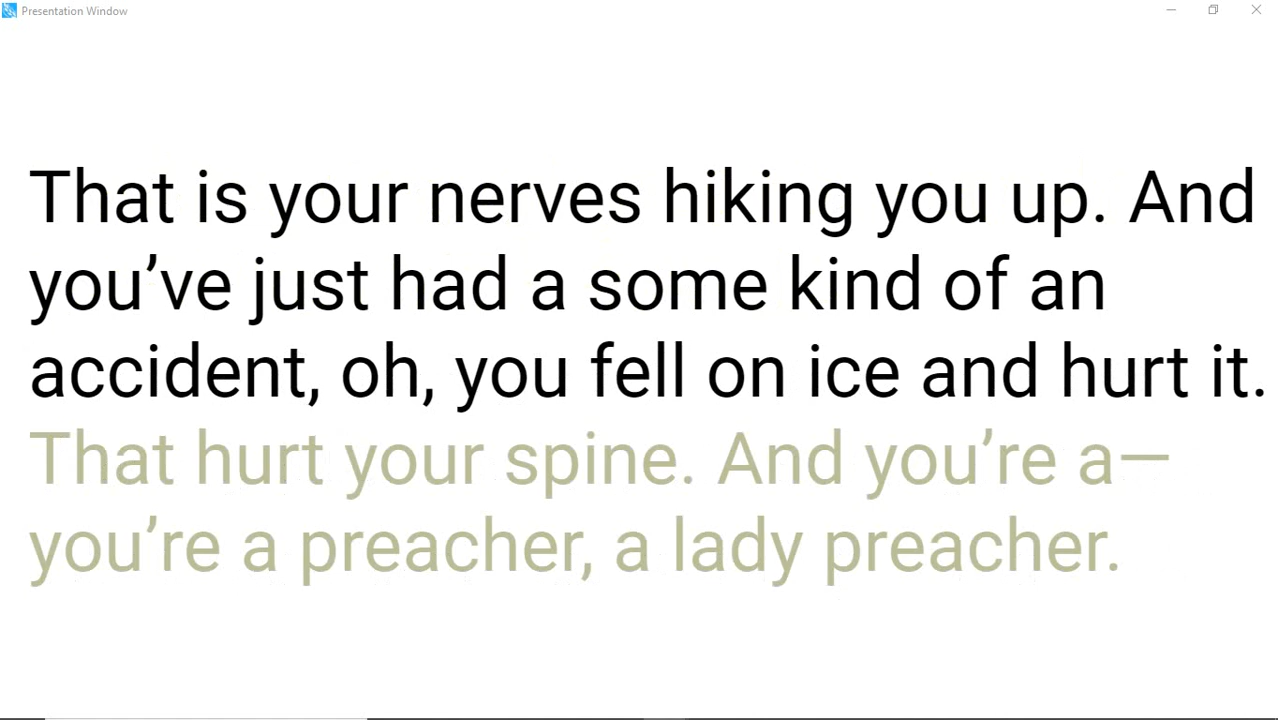 Presentation Window
That is your nerves hiking you up. And
you’ve just had a some kind of an
accident, oh, you fell on ice and hurt it.
That hurt your spine. And you’re a—
you’re a preacher, a lady preacher.